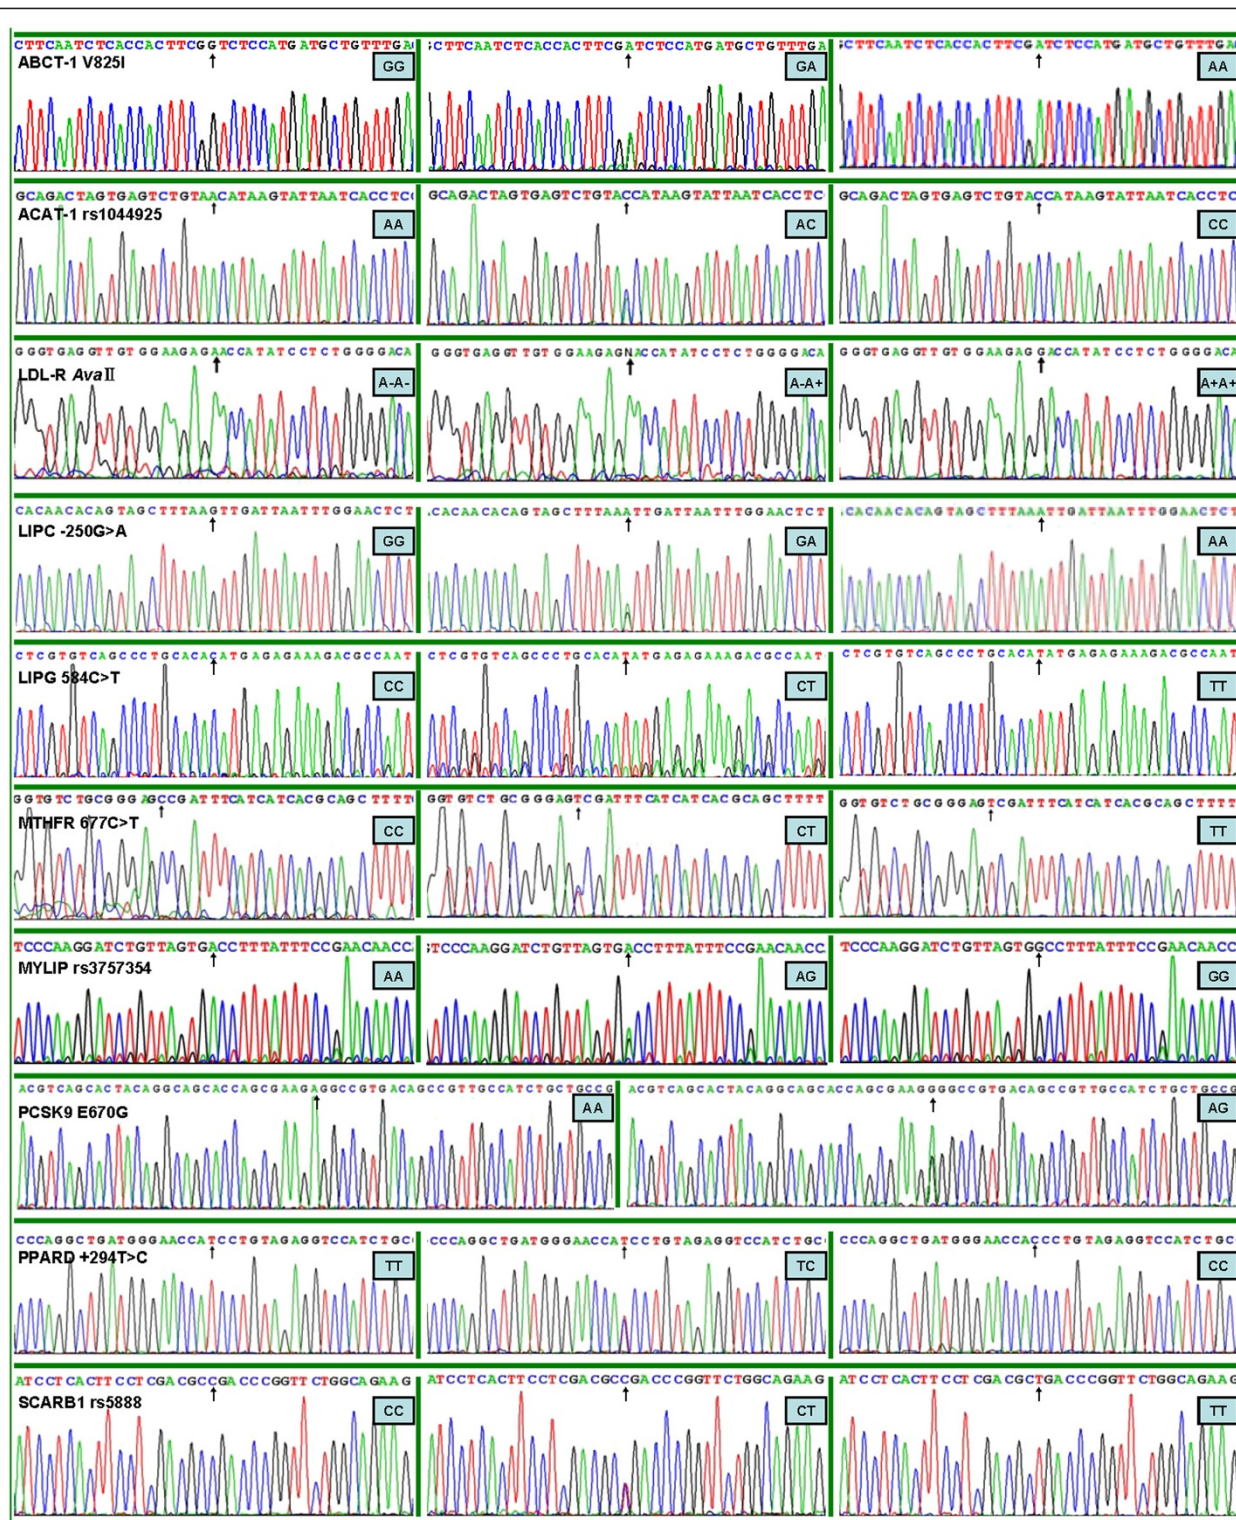 CTTCAATCTCACCACTTCGGTCTCCATGATGCTGTTTGA
CTTCAATCTCACCACTTCGATCTCCATGATGCTGTTTGA
CTTCAATCTCACCACTTCGATCTCCATGATGCTGTTTGA
ABCT-1 V825I
GG
GA
AA
GCAGACTAGTGAGTCTGTAACATAAGTATTAATCACCTC
GCAGACTAGTGAGTCTGTACCATAAGTATTAATCACCTC
GCAGACTAGTGAGTCTGTACCATAAGTATTAATCACCTC
ACAT-1 rs1044925
AA
AC
CC
GGGTGAGGTTGTGGAAGAGAACCATATCCTCTGGGGACA
GGGTGAGGTTGTGGAAGAGNACCATATCCTCTGGGGACA
GGGTGAGGTTGTGGAAGAGGACCATATCCTCTGGGGACA
LDL-R AvaⅡ
A-A-
A-A+
A+A+
CACAACACAGTAGCTTTAAGTTGATTAATTTGGAACTCT
CACAACACAGTAGCTTTAAATTGATTAATTTGGAACTCT
CACAACACAGTAGCTTTAAATTGATTAATTTGGAACTCT
LIPC -250G>A
GG
GA
AA
CTCGTGTCAGCCCTGCACACATGAGAGAAAGACGCCAAT
CTCGTGTCAGCCCTGCACATATGAGAGAAAGACGCCAAT
CTCGTGTCAGCCCTGCACATATGAGAGAAAGACGCCAAT
LIPG 584C>T
CC
CT
TT
GGTGTCTGCGGGAGCCGATTTCATCATCACGCAGCTTTT
GGTGTCTGCGGGAGTCGATTTCATCATCACGCAGCTTTT
GGTGTCTGCGGGAGTCGATTTCATCATCACGCAGCTTTT
MTHFR 677C>T
CC
CT
TT
TCCCAAGGATCTGTTAGTGACCTTTATTTCCGAACAACC
TCCCAAGGATCTGTTAGTGACCTTTATTTCCGAACAACC
TCCCAAGGATCTGTTAGTGGCCTTTATTTCCGAACAACC
MYLIP rs3757354
AA
AG
GG
ACGTCAGCACTACAGGCAGCACCAGCGAAGAGGCCGTGACAGCCGTTGCCATCTGCTGCCG
ACGTCAGCACTACAGGCAGCACCAGCGAAGGGGCCGTGACAGCCGTTGCCATCTGCTGCCG
PCSK9 E670G
AA
AG
CCCAGGCTGATGGGAACCATCCTGTAGAGGTCCATCTGC
CCCAGGCTGATGGGAACCATCCTGTAGAGGTCCATCTGC
CCCAGGCTGATGGGAACCACCCTGTAGAGGTCCATCTGC
PPARD +294T>C
TT
TC
CC
ATCCTCACTTCCTCGACGCCGACCCGGTTCTGGCAGAAG
ATCCTCACTTCCTCGACGCCGACCCGGTTCTGGCAGAAG
ATCCTCACTTCCTCGACGCTGACCCGGTTCTGGCAGAAG
SCARB1 rs5888
CC
CT
TT